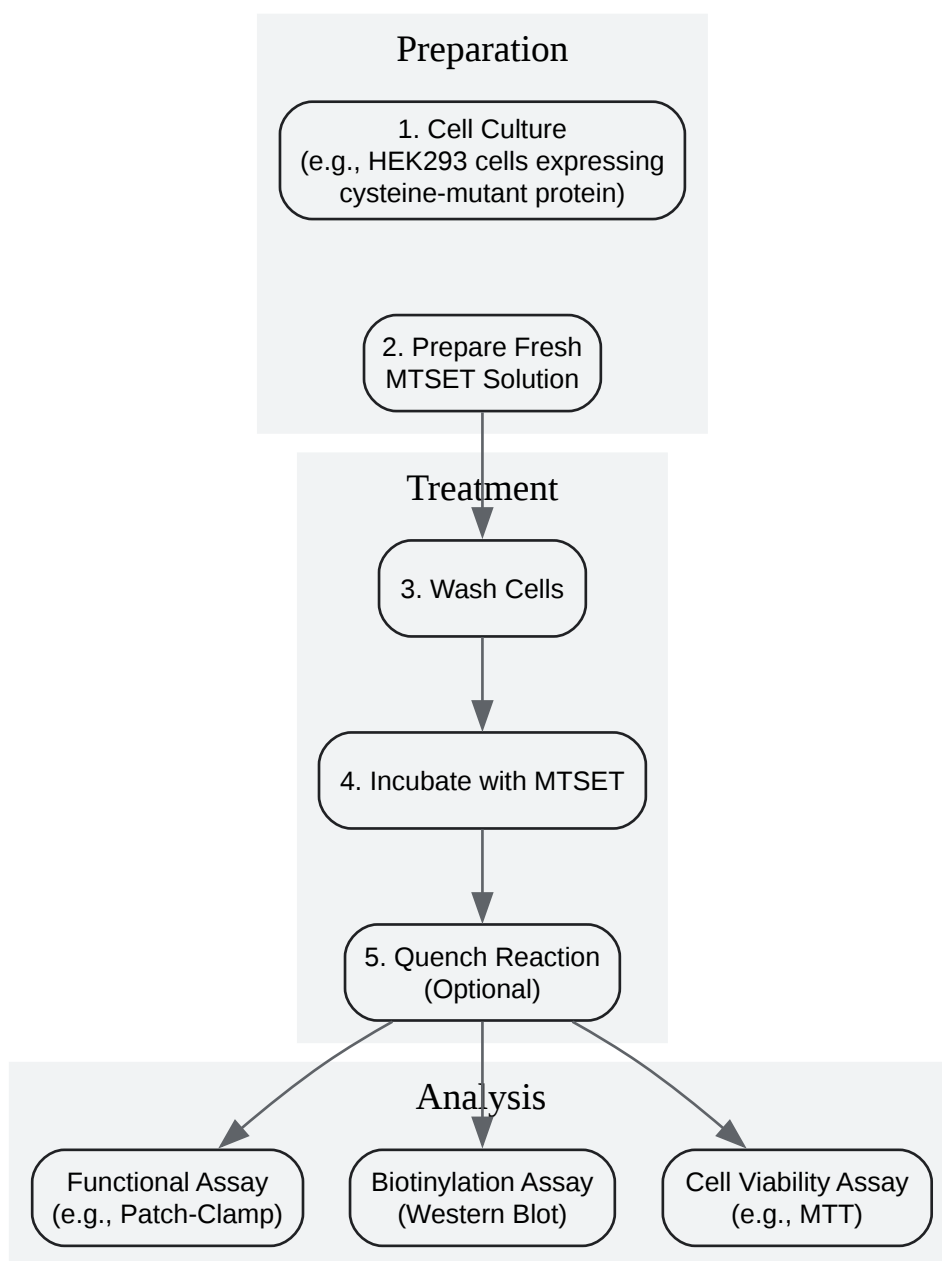 Preparation
1. Cell Culture
(e.g., HEK293 cells expressing
cysteine-mutant protein)
2. Prepare Fresh
MTSET Solution
Treatment
3. Wash Cells
4. Incubate with MTSET
5. Quench Reaction
(Optional)
Analysis
Functional Assay
(e.g., Patch-Clamp)
Biotinylation Assay
(Western Blot)
Cell Viability Assay
(e.g., MTT)